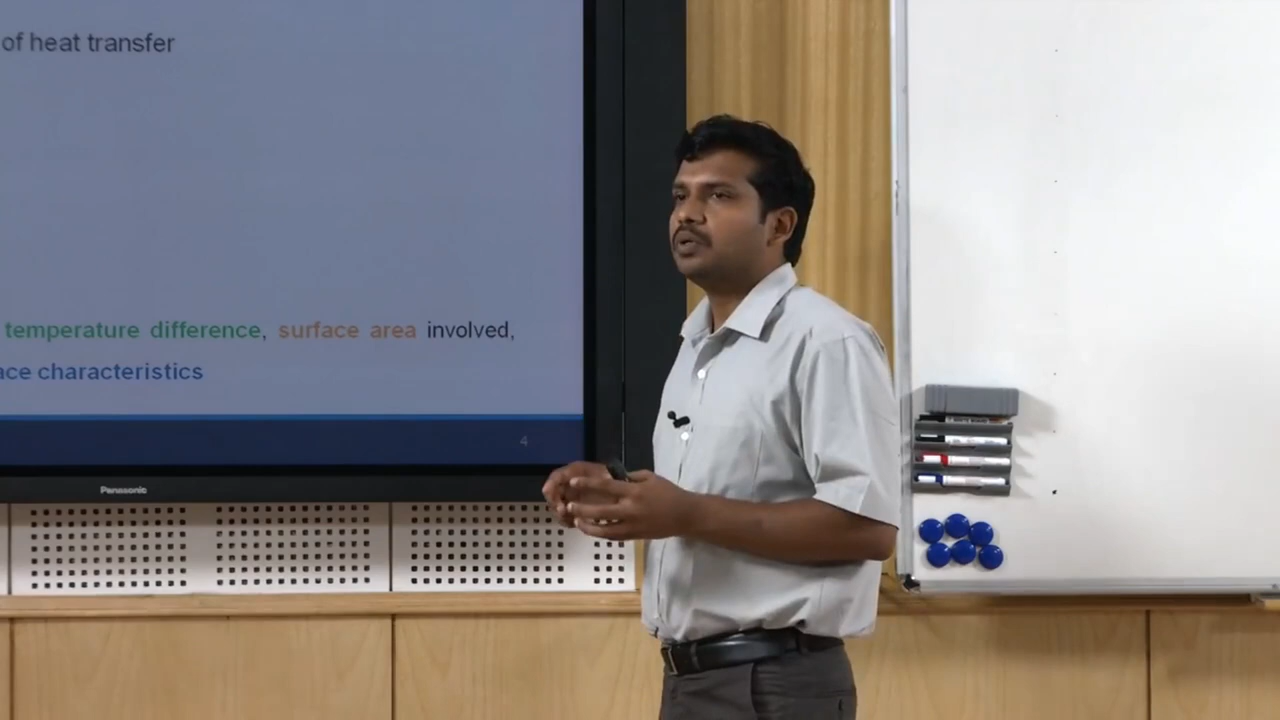 of heat transfer
temperature difference, surface area involved,
ace characteristics
4
Panasonic